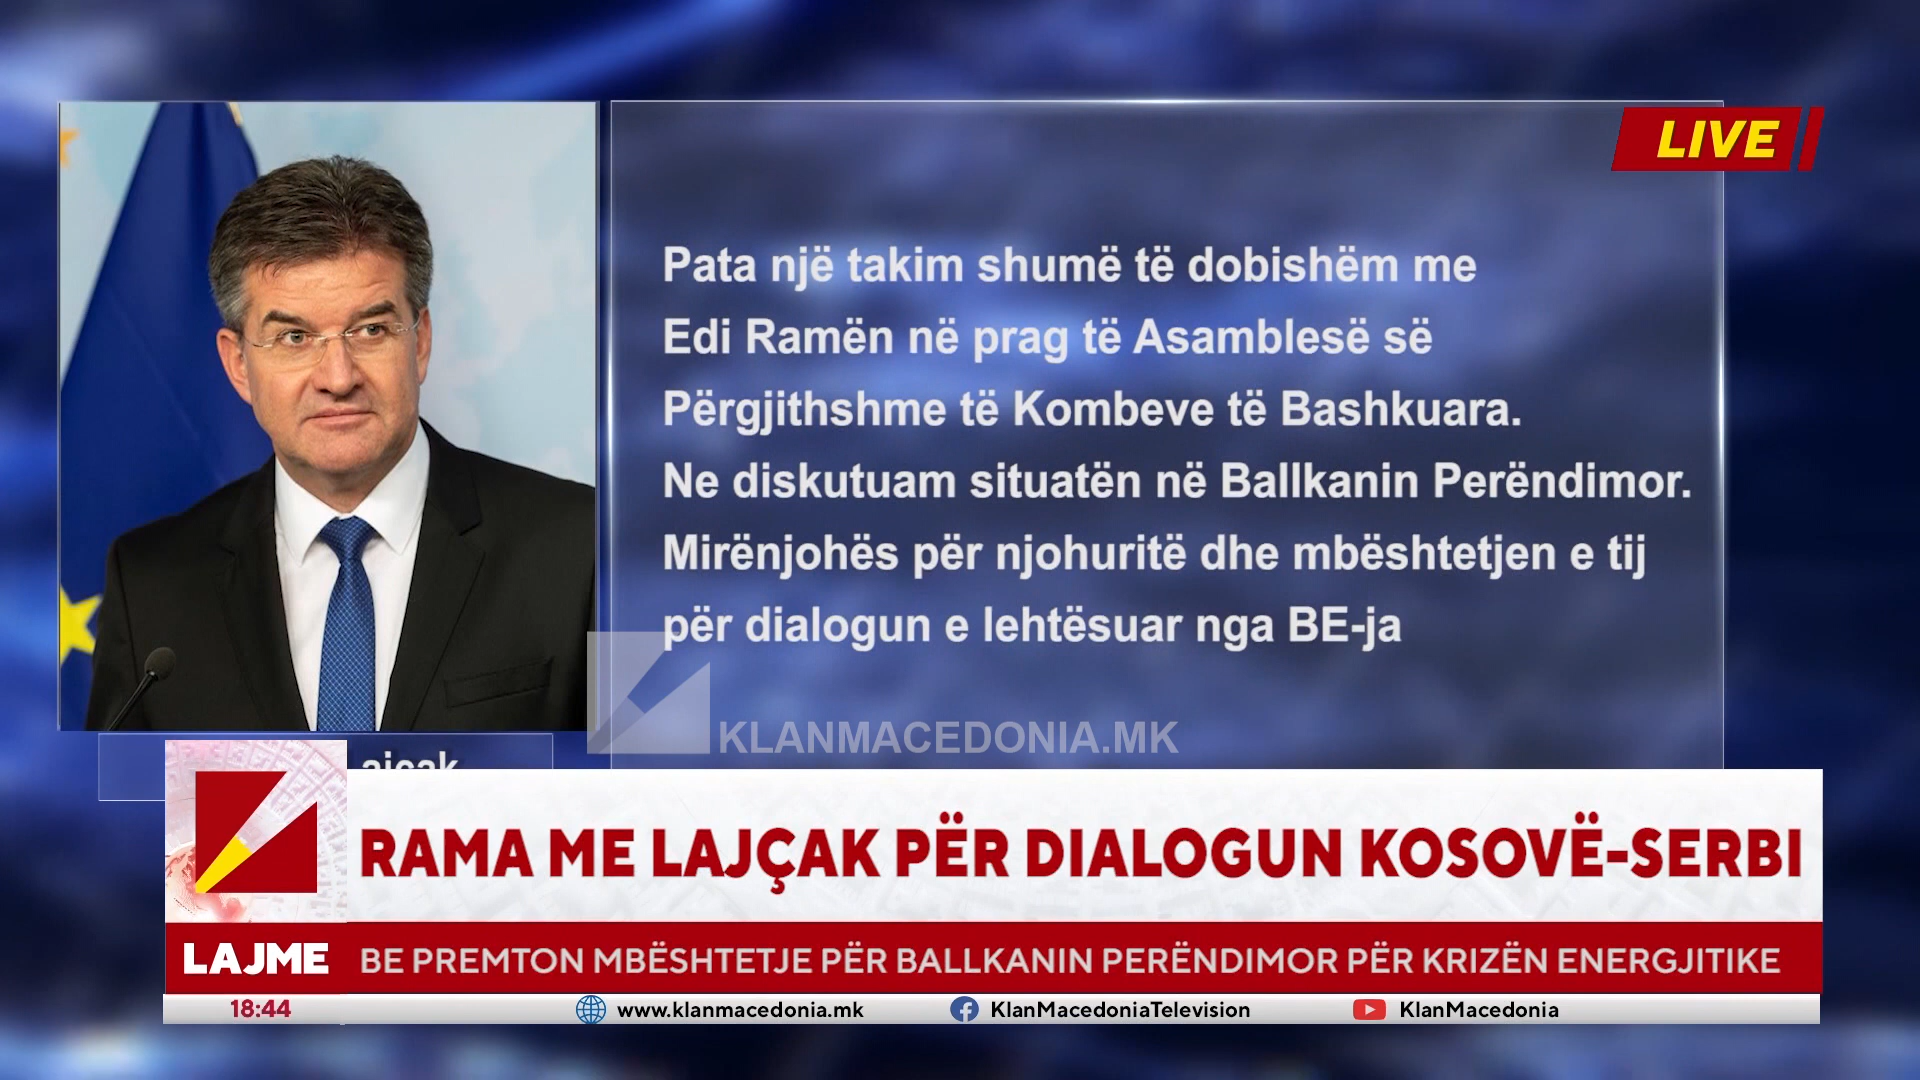 LIVE
Pata një takim shumë të dobishëm me
Edi Ramën në prag të Asamblesë së
Përgjithshme të Kombeve të Bashkuara.
Ne diskutuam situatën në Ballkanin Perëndimor.
Mirënjohës për njohuritë dhe mbështetjen e tij
për dialogun e lehtësuar nga BE-ja
KLANMACEDONIA.MK
RAMA ME LAJÇAK PËR DIALOGUN KOSOVË-SERBI
LAJME BE PREMTON MBËSHTETJE PËR BALLKANIN PERËNDIMOR PËR KRIZËN ENERGJITIKE
18:44 www.klanmacedonia.mk KlanMacedoniaTelevision KlanMacedonia